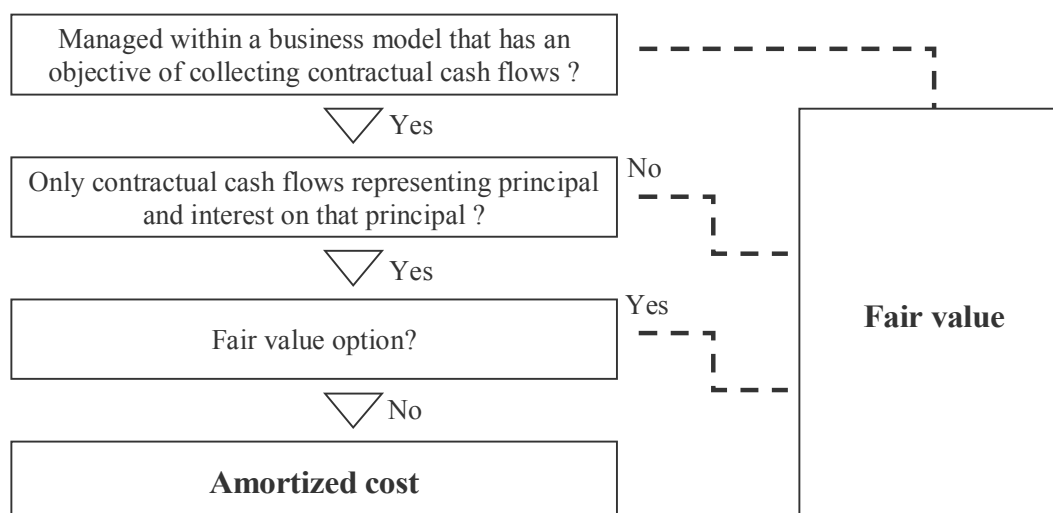 Managed within a business model that has an
objective of collecting contractual cash flows ?
Yes
Only contractual cash flows representing principal
and interest on that principal ?
No
Yes
Fair value option?
Yes
Fair value
No
Amortized cost